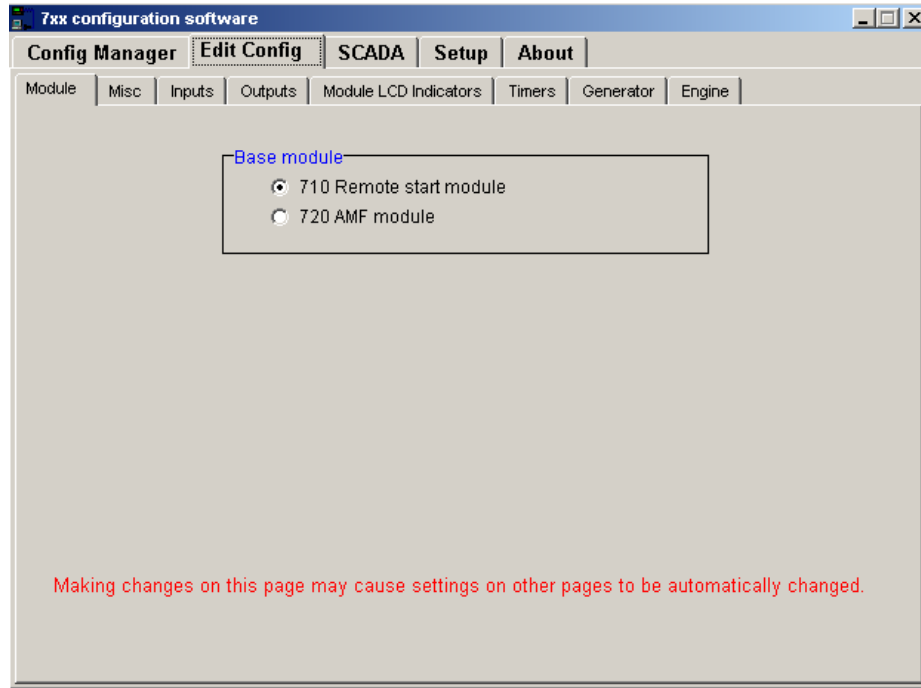 7xx configuration software
Config Manager Edit Config SCADA Setup About
Module Misc Inputs Outputs Module LCD Indicators Timers Generator Engine
Base module
710 Remote start module
720 AMF module
Making changes on this page may cause settings on other pages to be automatically changed.